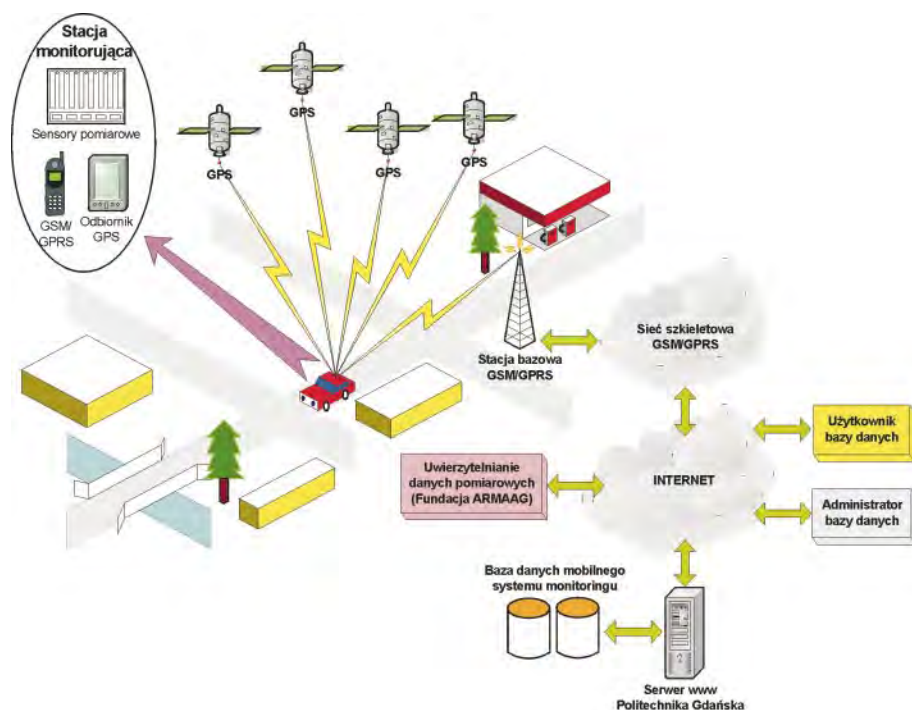 Stacja
monitorująca
Sensory pomiarowe
GSM/
GPRS
Odbiornik
GPS
GPS
GPS
GPS
GPS
Stacja bazowa
GSM/GPRS
Sieć szkieletowa
GSM/GPRS
Użytkownik
bazy danych
Uwierzytelnianie
danych pomiarowych
(Fundacja ARMAAG)
INTERNET
Administrator
bazy danych
Baza danych mobilnego
systemu monitoringu
Serwer www
Politechnika Gdańska